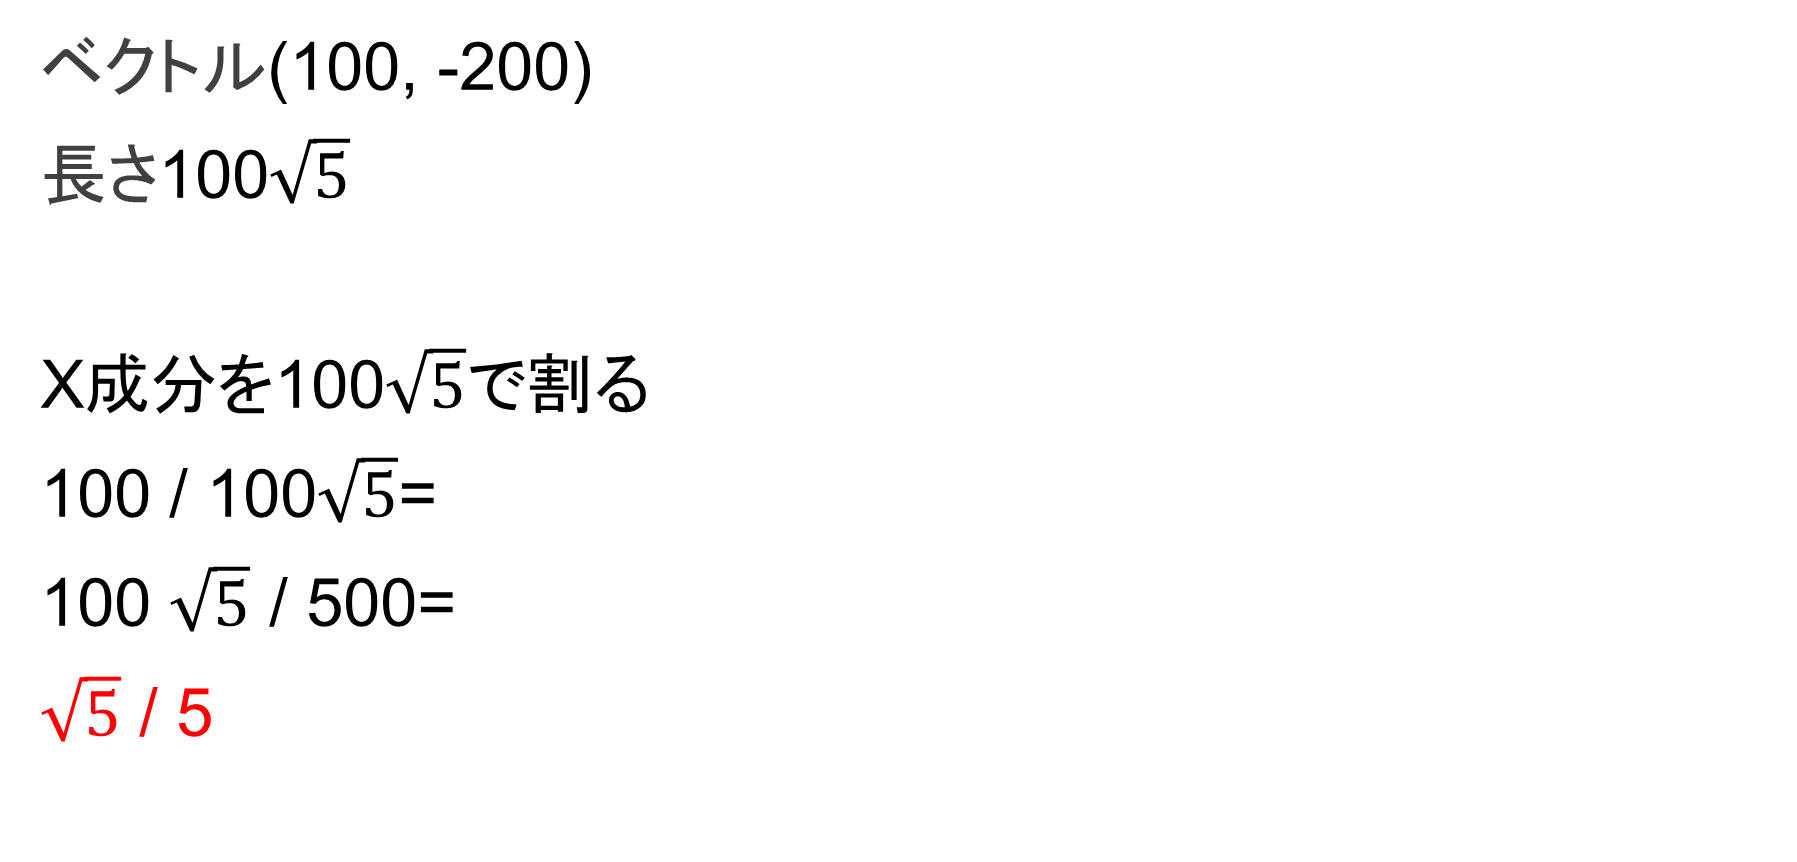 ベクトル(100, -200)
長さ100√5
X成分を100√5で割る
100 / 100√5=
100 √5 / 500=
√5 / 5